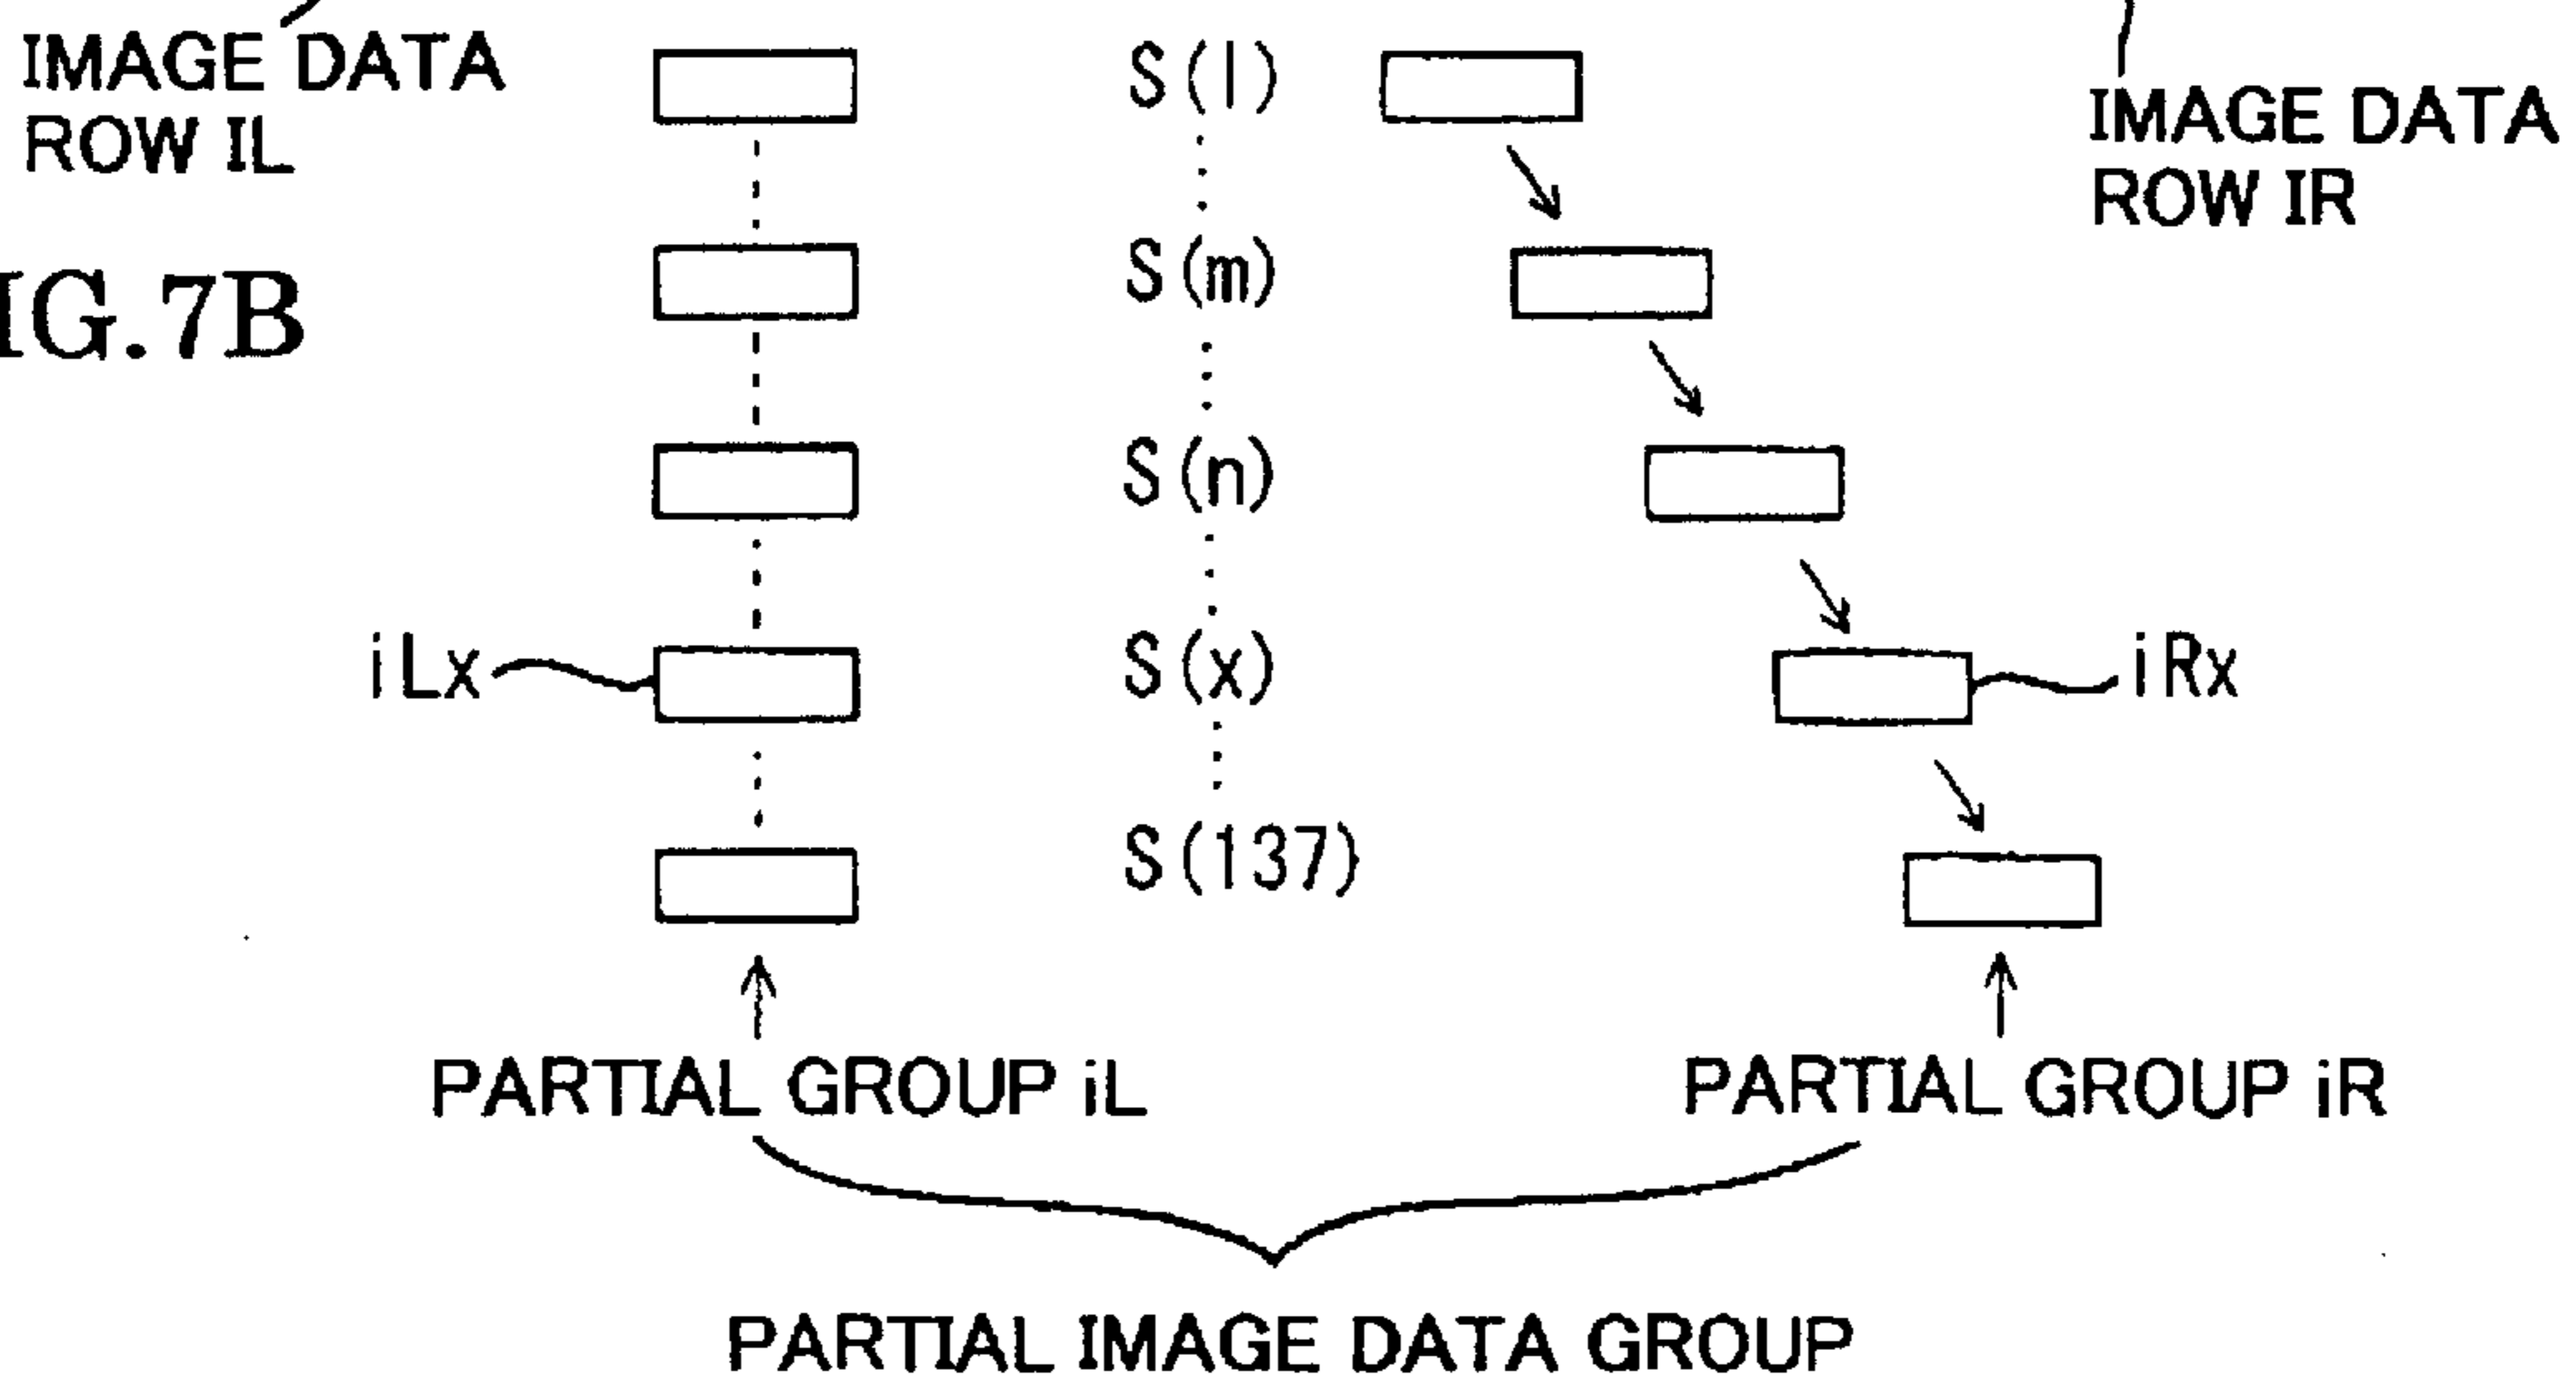 IMAGE DATA
ROW IL
S(1)
IMAGE DATA
ROW IR
S(m)
IG.7B
S(n)
iLx
S(x)
iRx
S(137)
PARTIAL GROUP iL
PARTIAL GROUP iR
PARTIAL IMAGE DATA GROUP